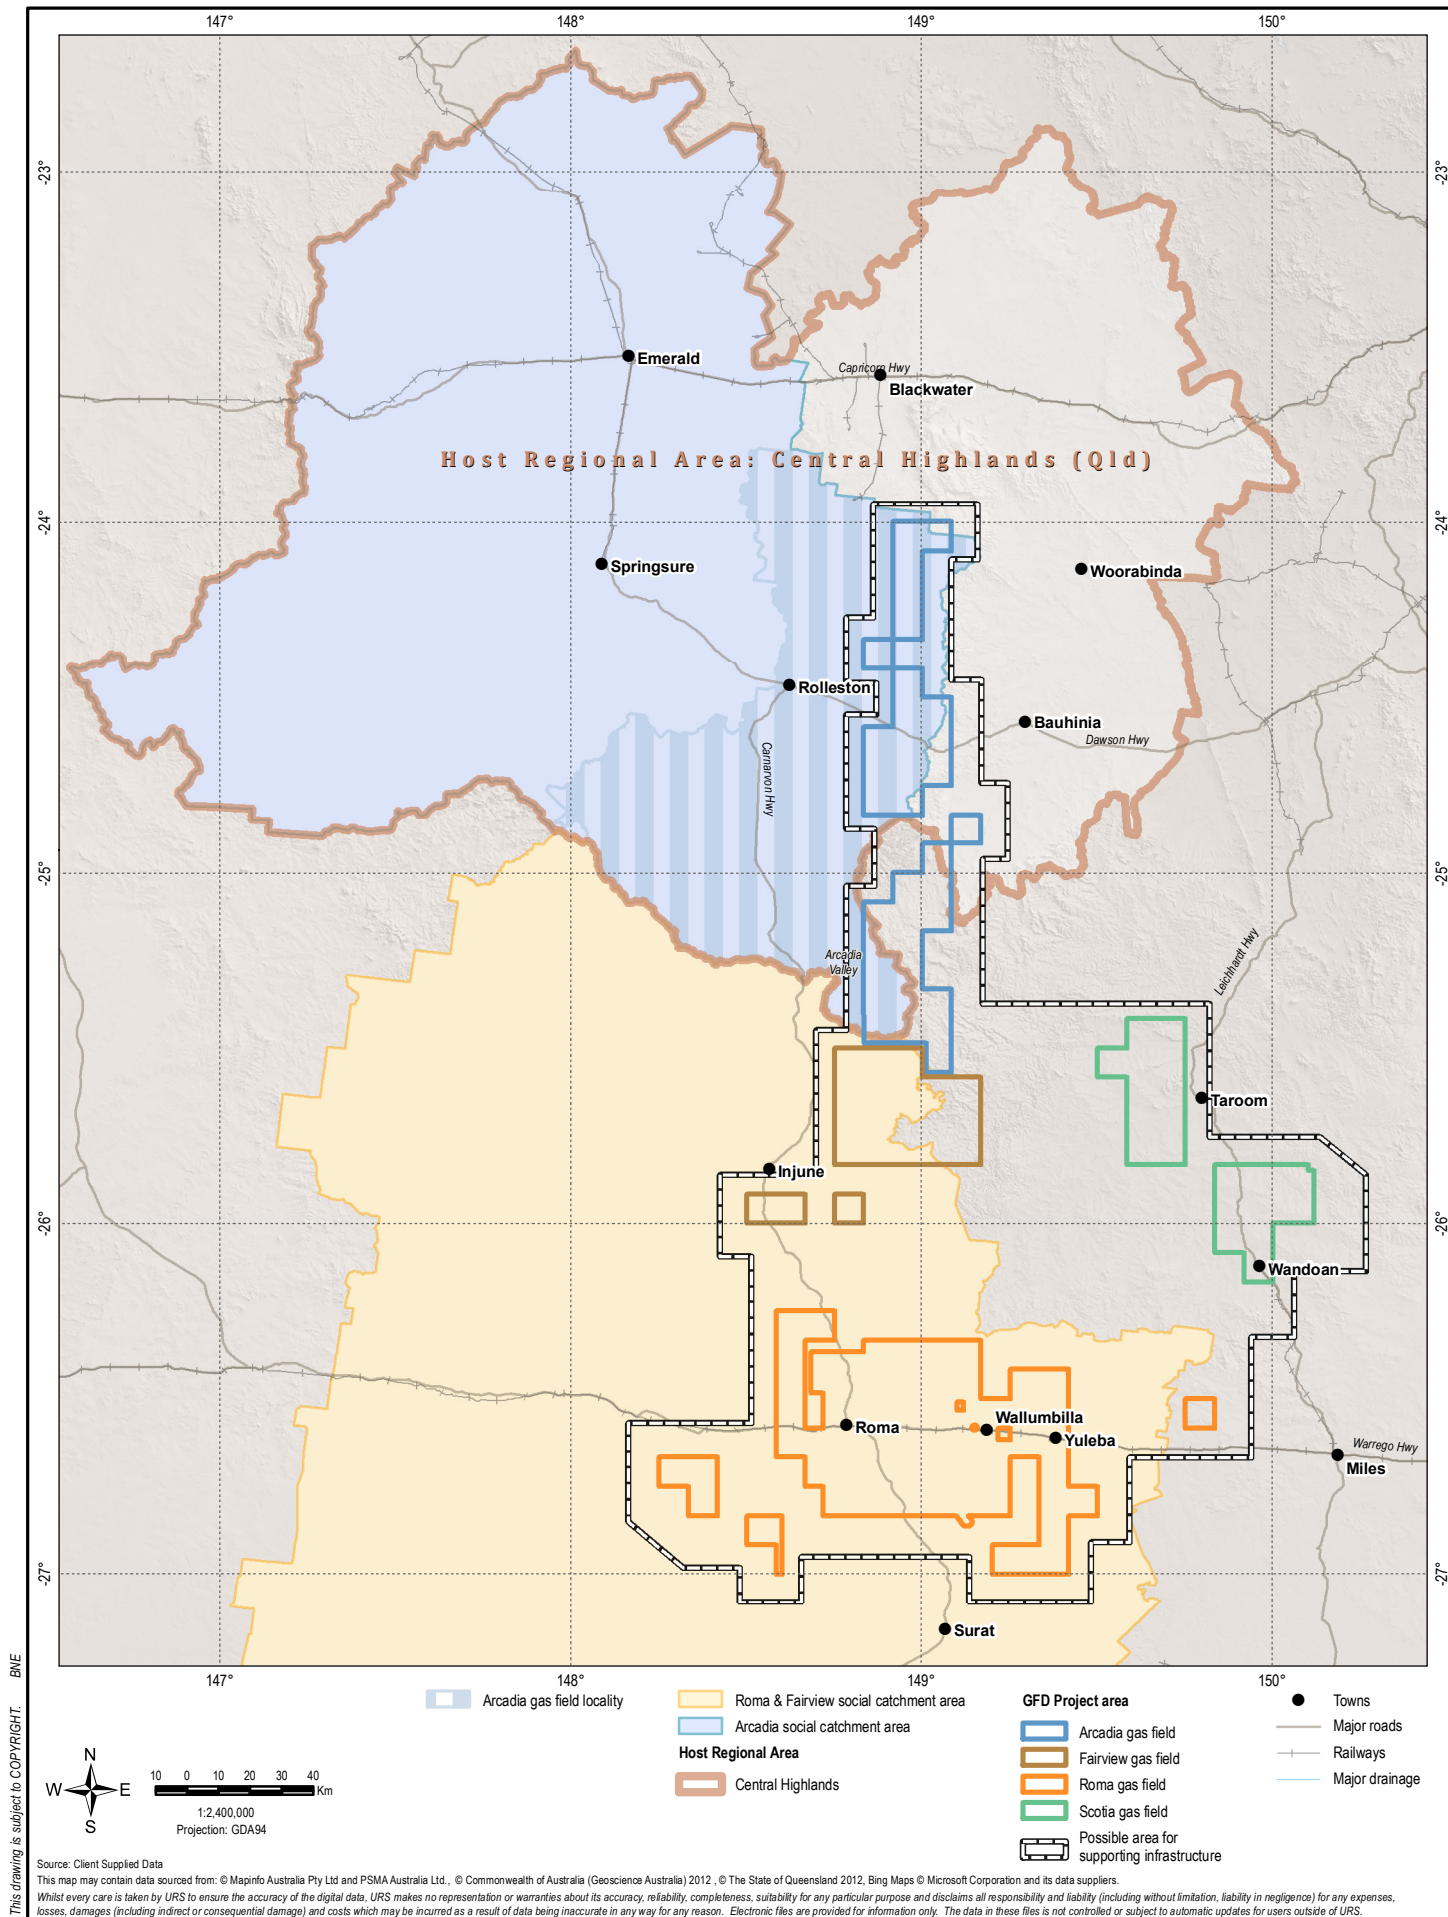 147°
148°
149°
150°
-23°
-23°
Emerald
Capricorn Hwy
Blackwater
Host Regional Area: Central Highlands (Qld)
-24°
-24°
Springsure
Woorabinda
Rolleston
Bauhinia
Dawson Hwy
Carnarvon Hwy
-25°
-25°
Arcadia
Valley
Leichhardt Hwy
Taroom
Injune
-26°
-26°
Wandoan
Roma
Wallumbilla
Yuleba
Warrego Hwy
Miles
-27°
-27°
Surat
147°
148°
149°
150°
Arcadia gas field locality
Roma & Fairview social catchment area
Arcadia social catchment area
Host Regional Area
Central Highlands
GFD Project area
Arcadia gas field
Fairview gas field
Roma gas field
Scotia gas field
Possible area for
supporting infrastructure
Towns
Major roads
Railways
Major drainage
N
W E
S
10 0 10 20 30 40
Km
1:2,400,000
Projection: GDA94
Source: Client Supplied Data
This map may contain data sourced from: © Mapinfo Australia Pty Ltd and PSMA Australia Ltd., © Commonwealth of Australia (Geoscience Australia) 2012 , © The State of Queensland 2012, Bing Maps © Microsoft Corporation and its data suppliers.
Whilst every care is taken by URS to ensure the accuracy of the digital data, URS makes no representation or warranties about its accuracy, reliability, completeness, suitability for any particular purpose and disclaims all responsibility and liability (including without limitation, liability in negligence) for any expenses,
losses, damages (including indirect or consequential damage) and costs which may be incurred as a result of data being inaccurate in any way for any reason. Electronic files are provided for information only. The data in these files is not controlled or subject to automatic updates for users outside of URS.
This drawing is subject to COPYRIGHT. BNE